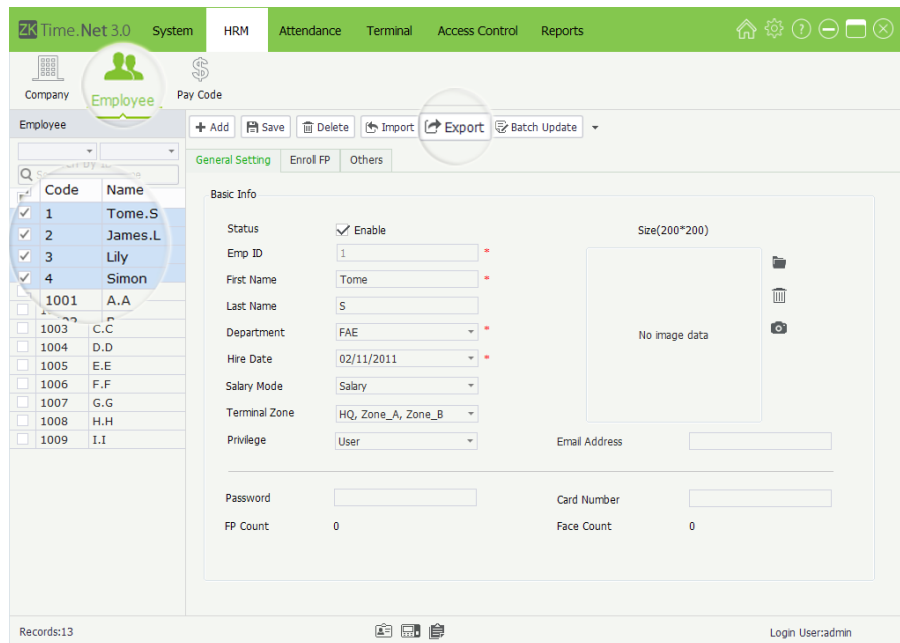 ZK Time.Net 3.0 System HRM Attendance Terminal Access Control Reports
Company Employee Pay Code
Employee
Add Save Delete Import Export Batch Update
General Setting Enroll FP Others
Code Name
1 Tome.S
2 James.L
3 Lily
4 Simon
1001 A.A
1003 C.C
1004 D.D
1005 E.E
1006 F.F
1007 G.G
1008 H.H
1009 I.I
Basic Info
Status Enable Size(200*200)
Emp ID 1 *
First Name Tome *
Last Name S
Department FAE *
Hire Date 02/11/2011 *
Salary Mode Salary
Terminal Zone HQ, Zone_A, Zone_B
No image data
Privilege User Email Address
Password Card Number
FP Count 0 Face Count 0
Records:13 Login User:admin